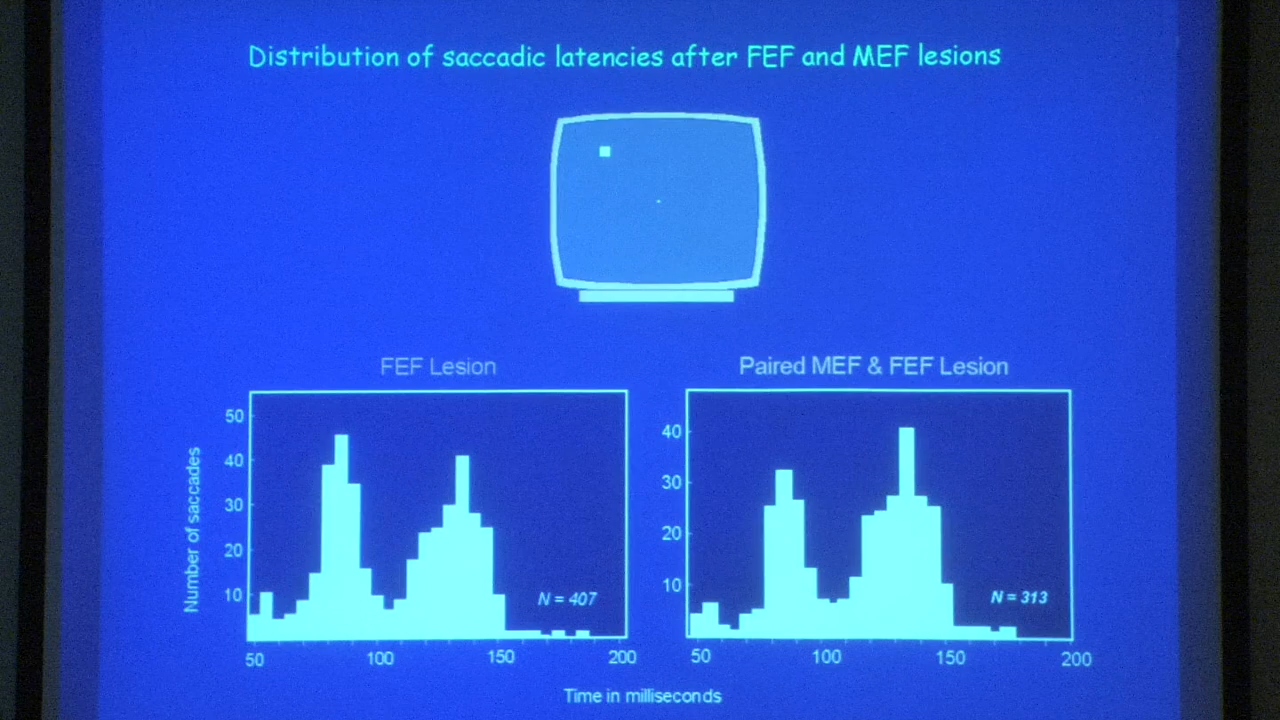 Distribution of saccadic latencies after FEF and MEF lesions
FEF Lesion
Paired MEF & FEF Lesion
Number of saccades
50
40
30
20
10
N = 407
50
100
150
200
40
30
20
10
N = 313
50
100
150
200
Time in milliseconds